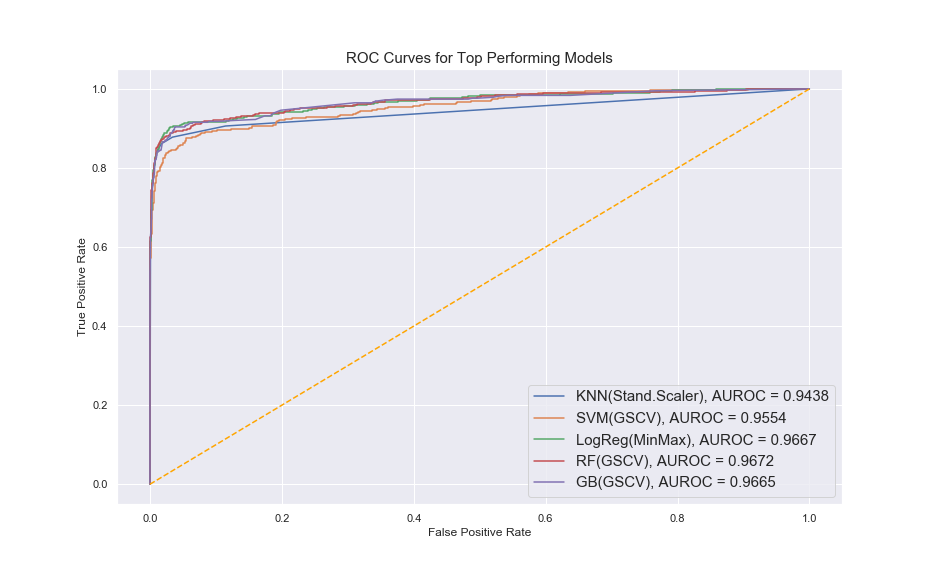 ROC Curves for Top Performing Models
True Positive Rate
1.0
0.8
0.6
0.4
0.2
0.0
KNN(Stand.Scaler), AUROC = 0.9438
SVM(GSCV), AUROC = 0.9554
LogReg(MinMax), AUROC = 0.9667
RF(GSCV), AUROC = 0.9672
GB(GSCV), AUROC = 0.9665
0.0 0.2 0.4 0.6 0.8 1.0
False Positive Rate